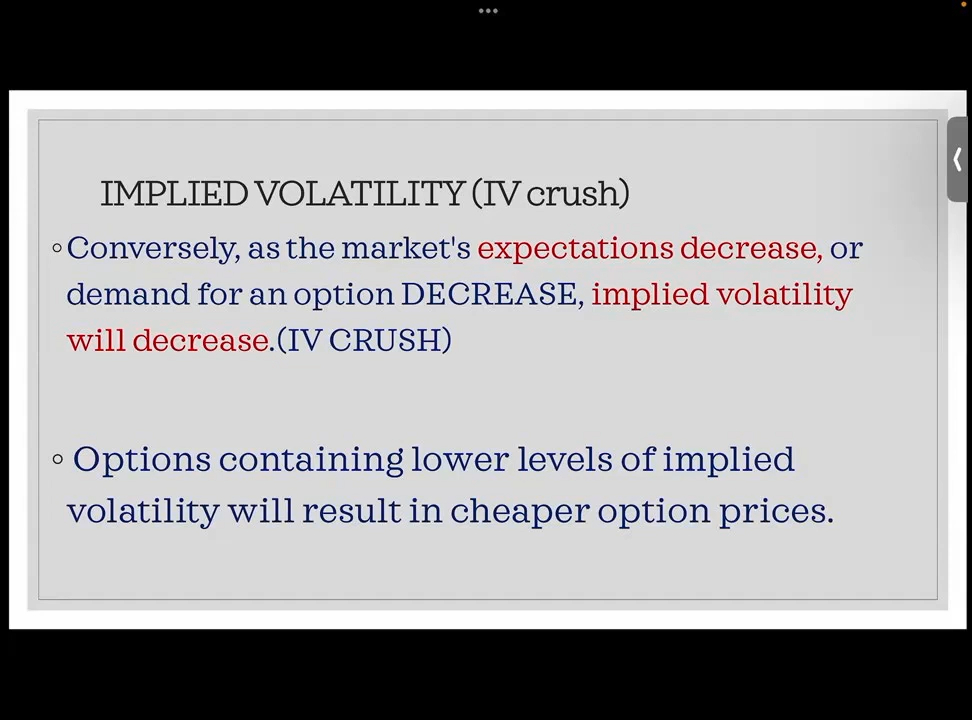 IMPLIED VOLATILITY (IV crush)
◦Conversely, as the market's expectations decrease, or
demand for an option DECREASE, implied volatility
will decrease.(IV CRUSH)
◦ Options containing lower levels of implied
volatility will result in cheaper option prices.